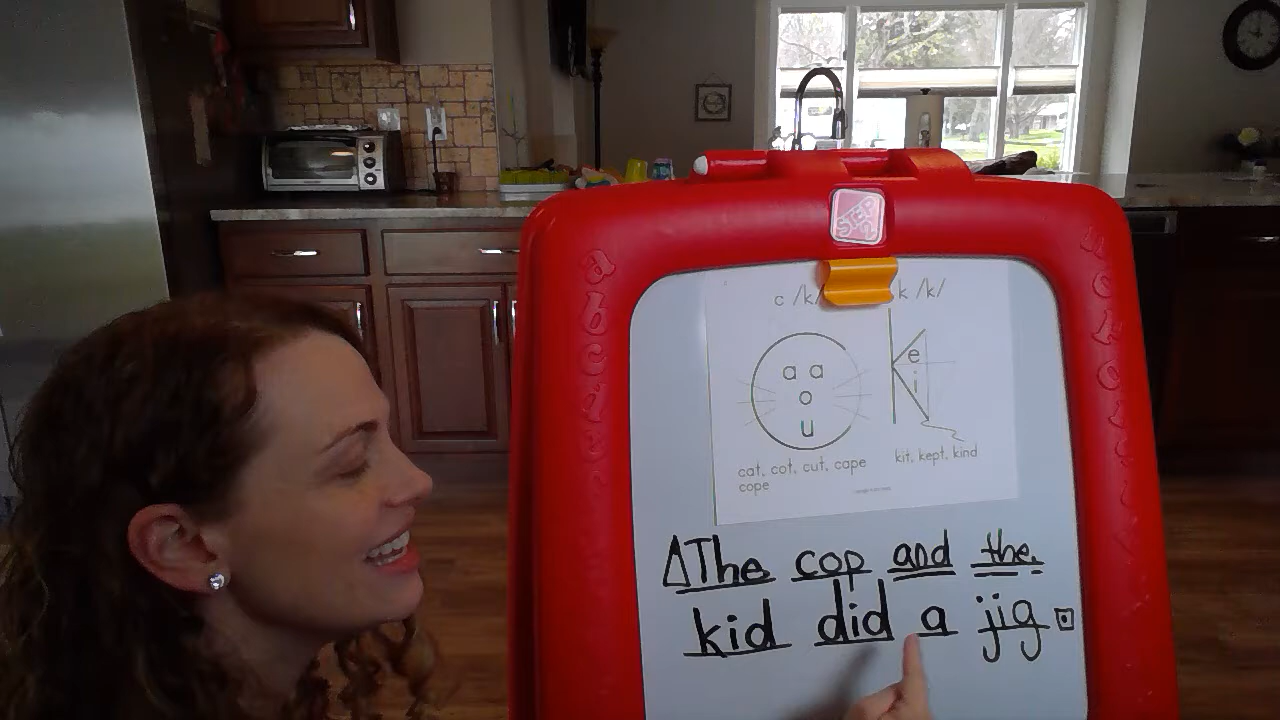 STEP 2
c /k/ k /k/
a a e
o i
u
cat, cot, cut, cape
cope
kit, kept, kind
The cop and the
kid did a jig.